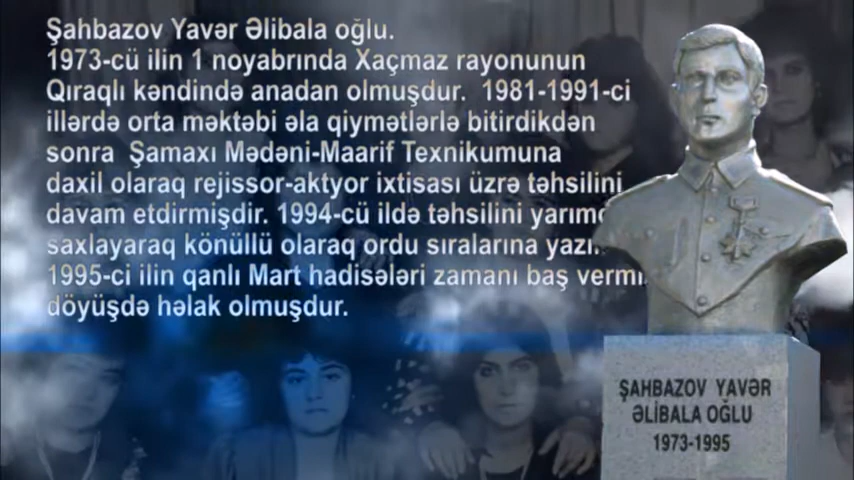 Şahbazov Yavər Əlibala oğlu.
1973-cü ilin 1 noyabrında Xaçmaz rayonunun
Qıraqlı kəndində anadan olmuşdur. 1981-1991-ci
illərdə orta məktəbi əla qiymətlərlə bitirdikdən
sonra Şamaxı Mədəni-Maarif Texnikumuna
daxil olaraq rejissor-aktyor ixtisası üzrə təhsilini
davam etdirmişdir. 1994-cü ildə təhsilini
saxlayaraq könüllü olaraq ordu sıralarına
1995-ci ilin qanlı Mart hadisələri zamanı baş
döyüşdə həlak olmuşdur.
ŞAHBAZOV YAVƏR
ƏLİBALA OĞLU
1973-1995